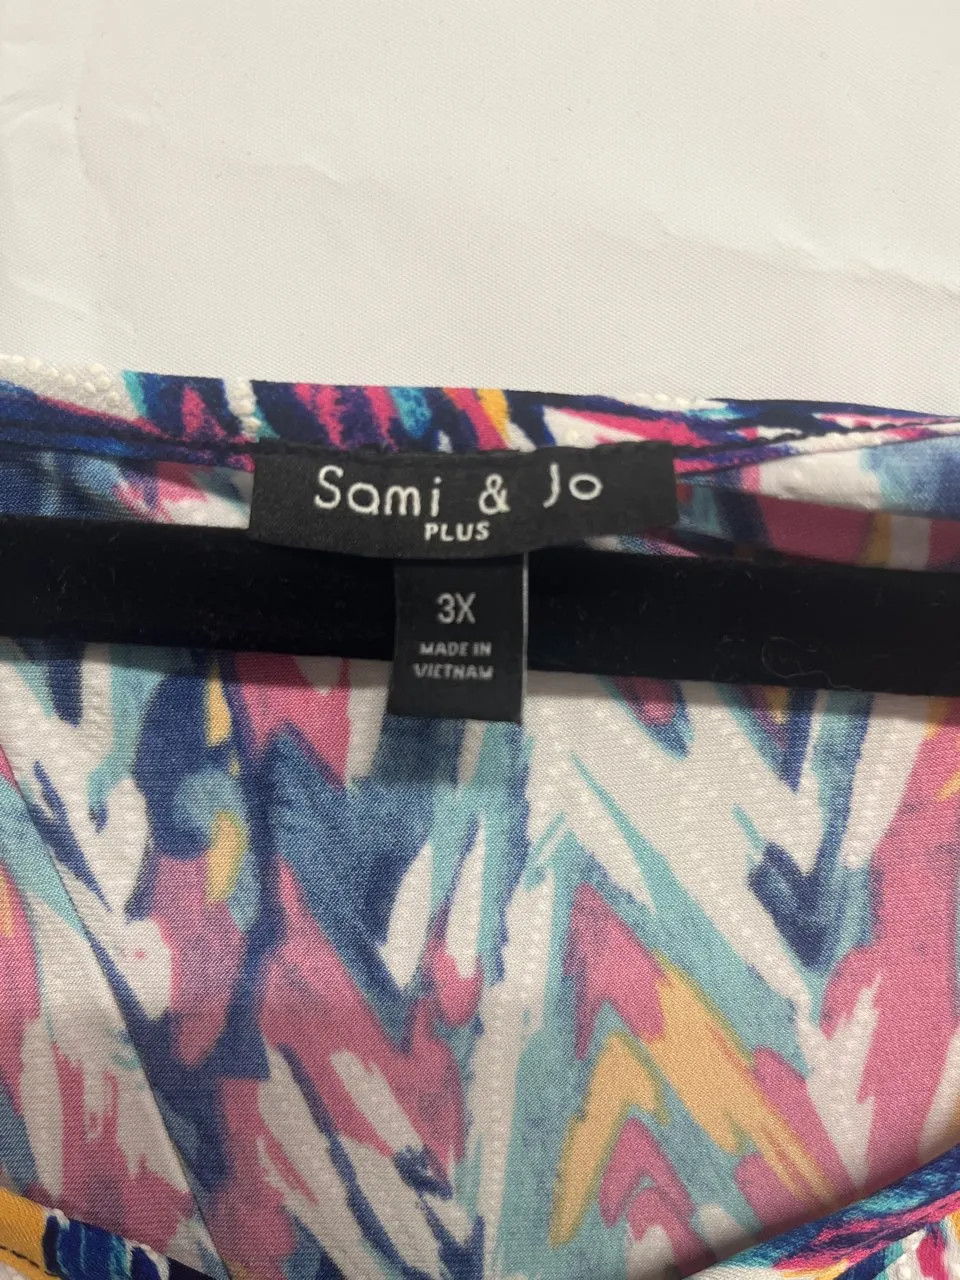 Sami & Jo
PLUS
3X
MADE IN
VIETNAM